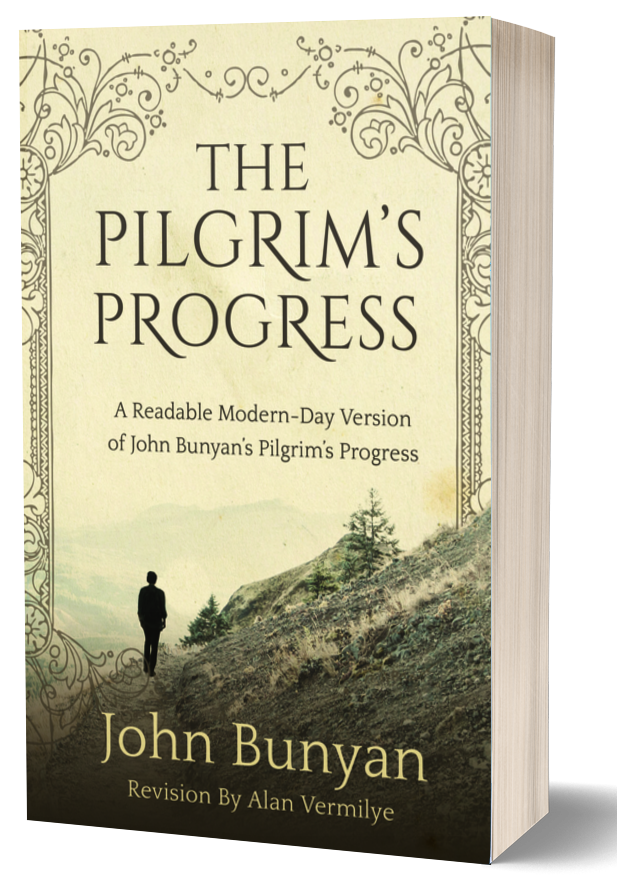 THE
PILGRIM'S
PROGRESS
A Readable Modern-Day Version
of John Bunyan's Pilgrim's Progress
John Bunyan
Revision By Alan Vermilye